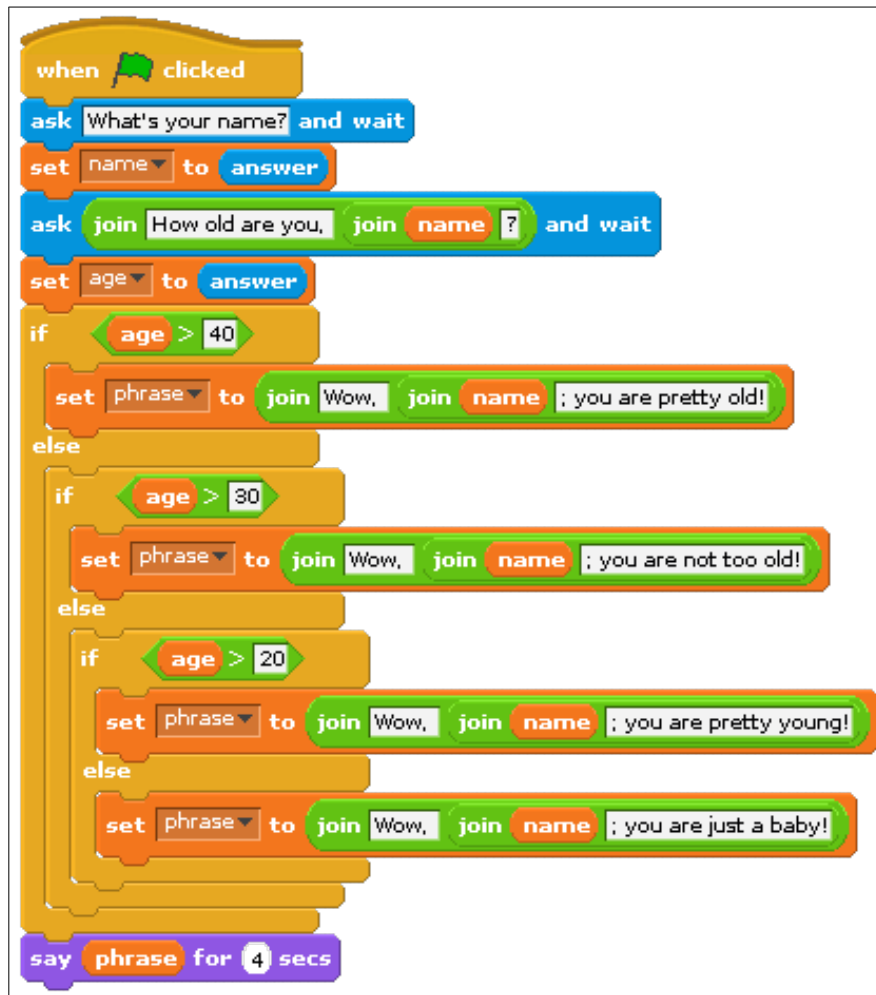 when clicked
ask What's your name? and wait
set name to answer
ask join How old are you, join name ? and wait
set age to answer
if age > 40
set phrase to join Wow, join name ; you are pretty old!
else
if age > 30
set phrase to join Wow, join name ; you are not too old!
else
if age > 20
set phrase to join Wow, join name ; you are pretty young!
else
set phrase to join Wow, join name ; you are just a baby!
say phrase for 4 secs